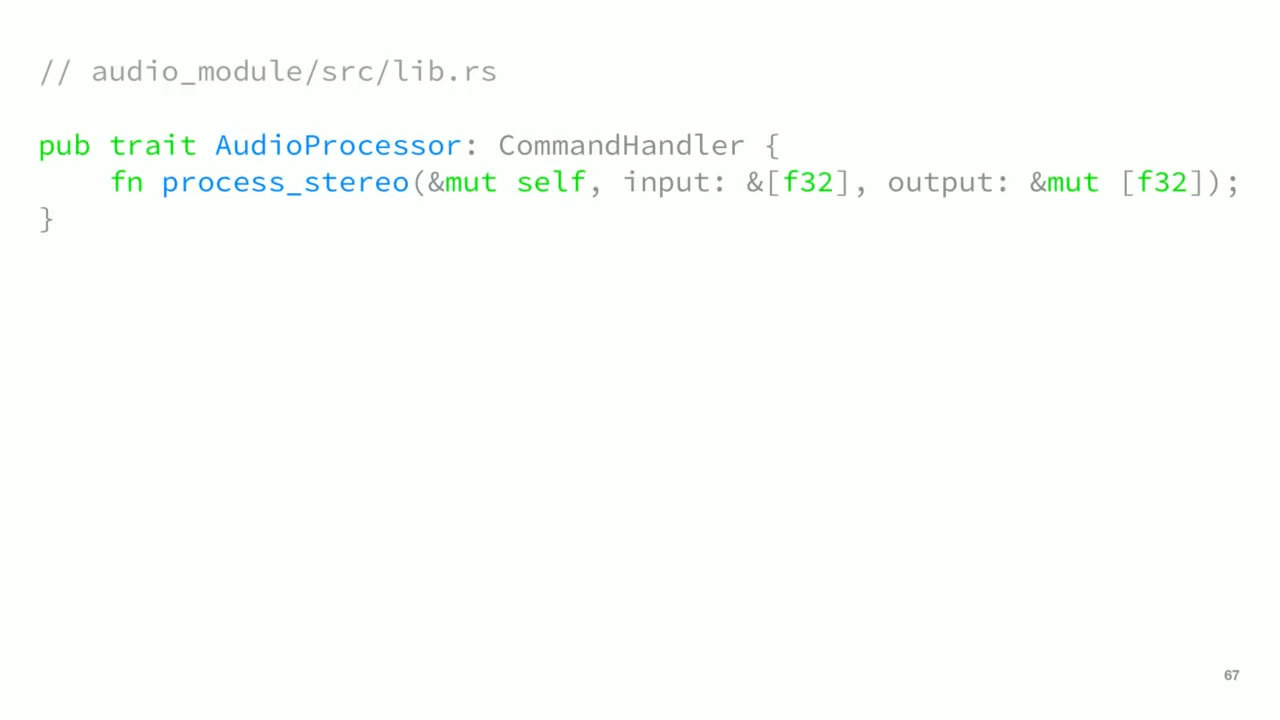 // audio_module/src/lib.rs
pub trait AudioProcessor: CommandHandler {
    fn process_stereo(&mut self, input: &[f32], output: &mut [f32]);
}
67